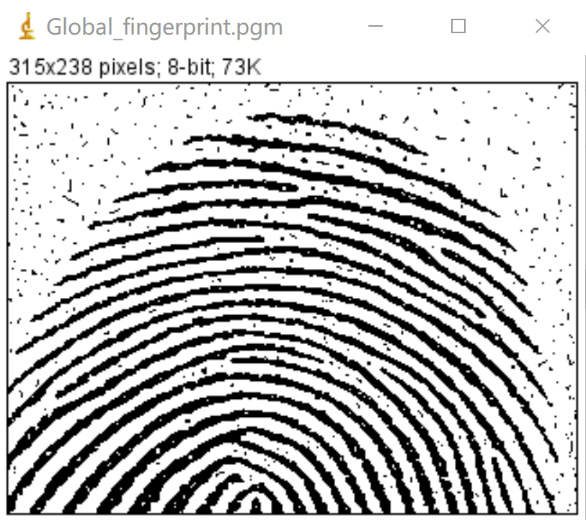 Global_fingerprint.pgm
315x238 pixels; 8-bit; 73K